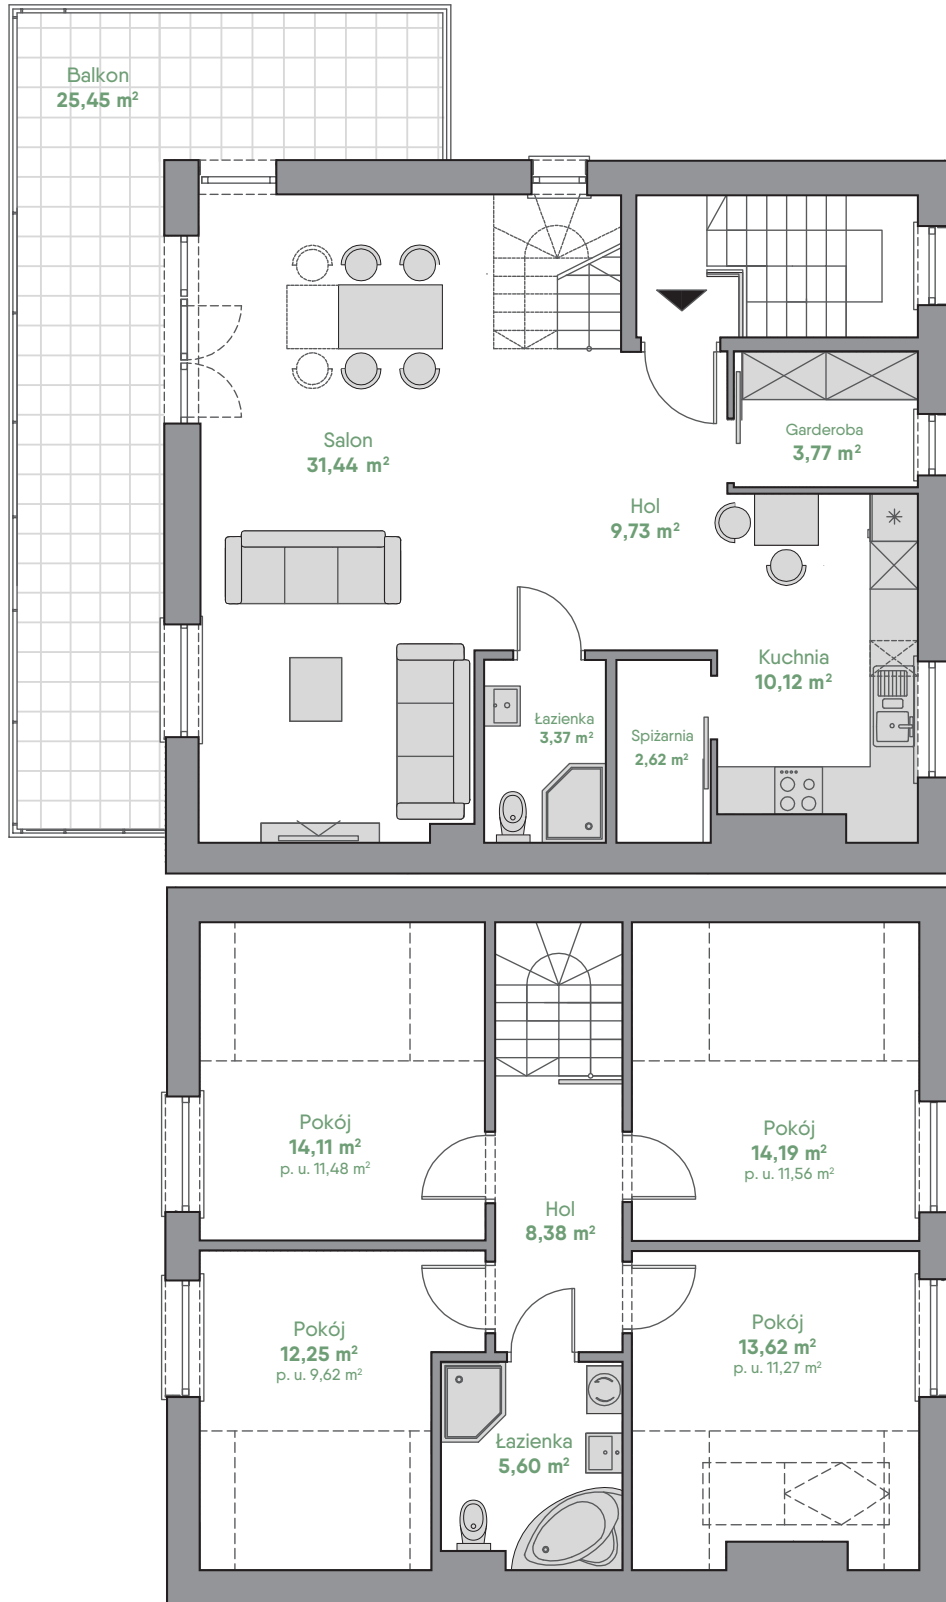 Balkon
25,45 m²
Salon
31,44 m²
Garderoba
3,77 m²
Hol
9,73 m²
Kuchnia
10,12 m²
Łazienka
3,37 m²
Spiżarnia
2,62 m²
Pokój
14,11 m²
p. u. 11,48 m²
Pokój
14,19 m²
p. u. 11,56 m²
Hol
8,38 m²
Pokój
12,25 m²
p. u. 9,62 m²
Pokój
13,62 m²
p. u. 11,27 m²
Łazienka
5,60 m²